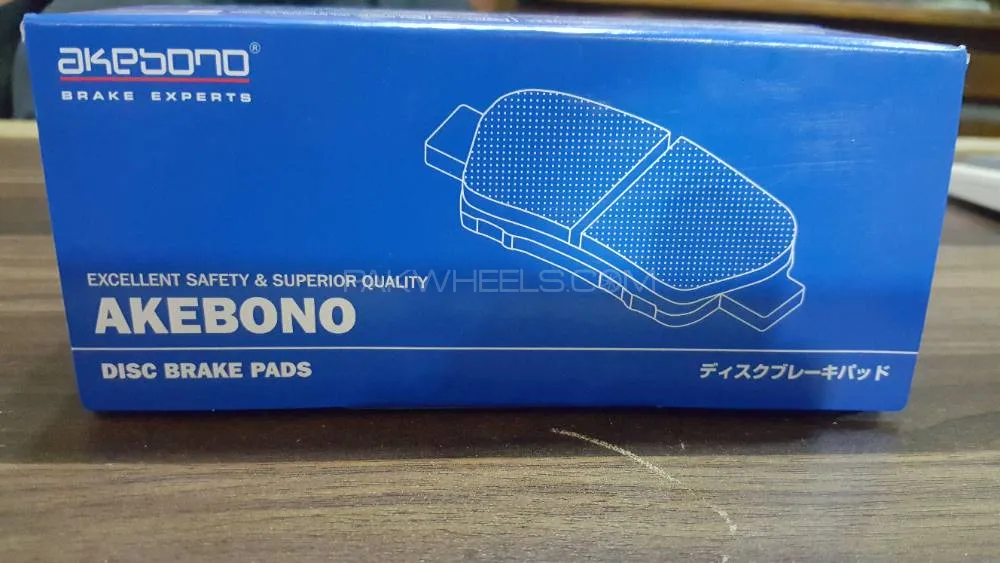 akebono®
BRAKE EXPERTS
EXCELLENT SAFETY & SUPERIOR QUALITY
PAKWHEELS.COM
AKEBONO
DISC BRAKE PADS
ディスクブレーキパッド